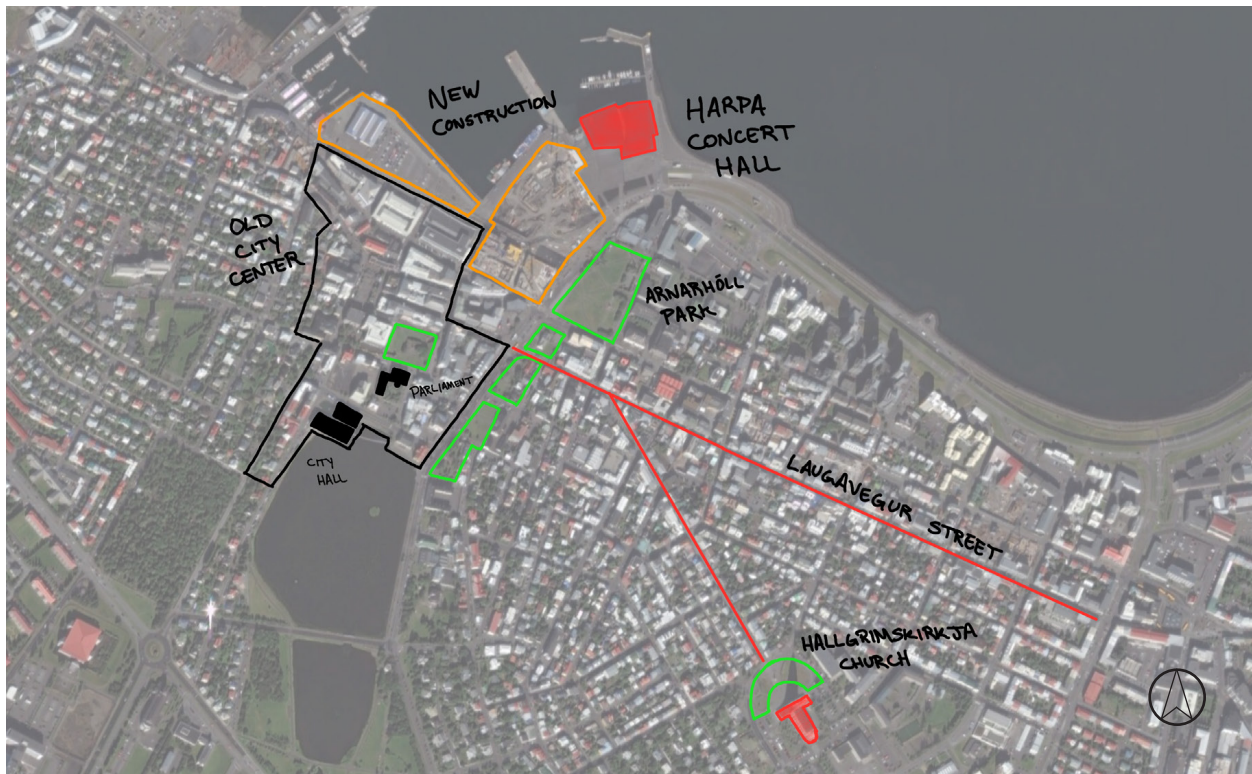 NEW
CONSTRUCTION
HARPA
CONCERT
HALL
OLD
CITY
CENTER
ARNARHÓLL
PARK
PARLIAMENT
CITY
HALL
LAUGAVEGUR STREET
HALLGRIMSKIRKJA
CHURCH